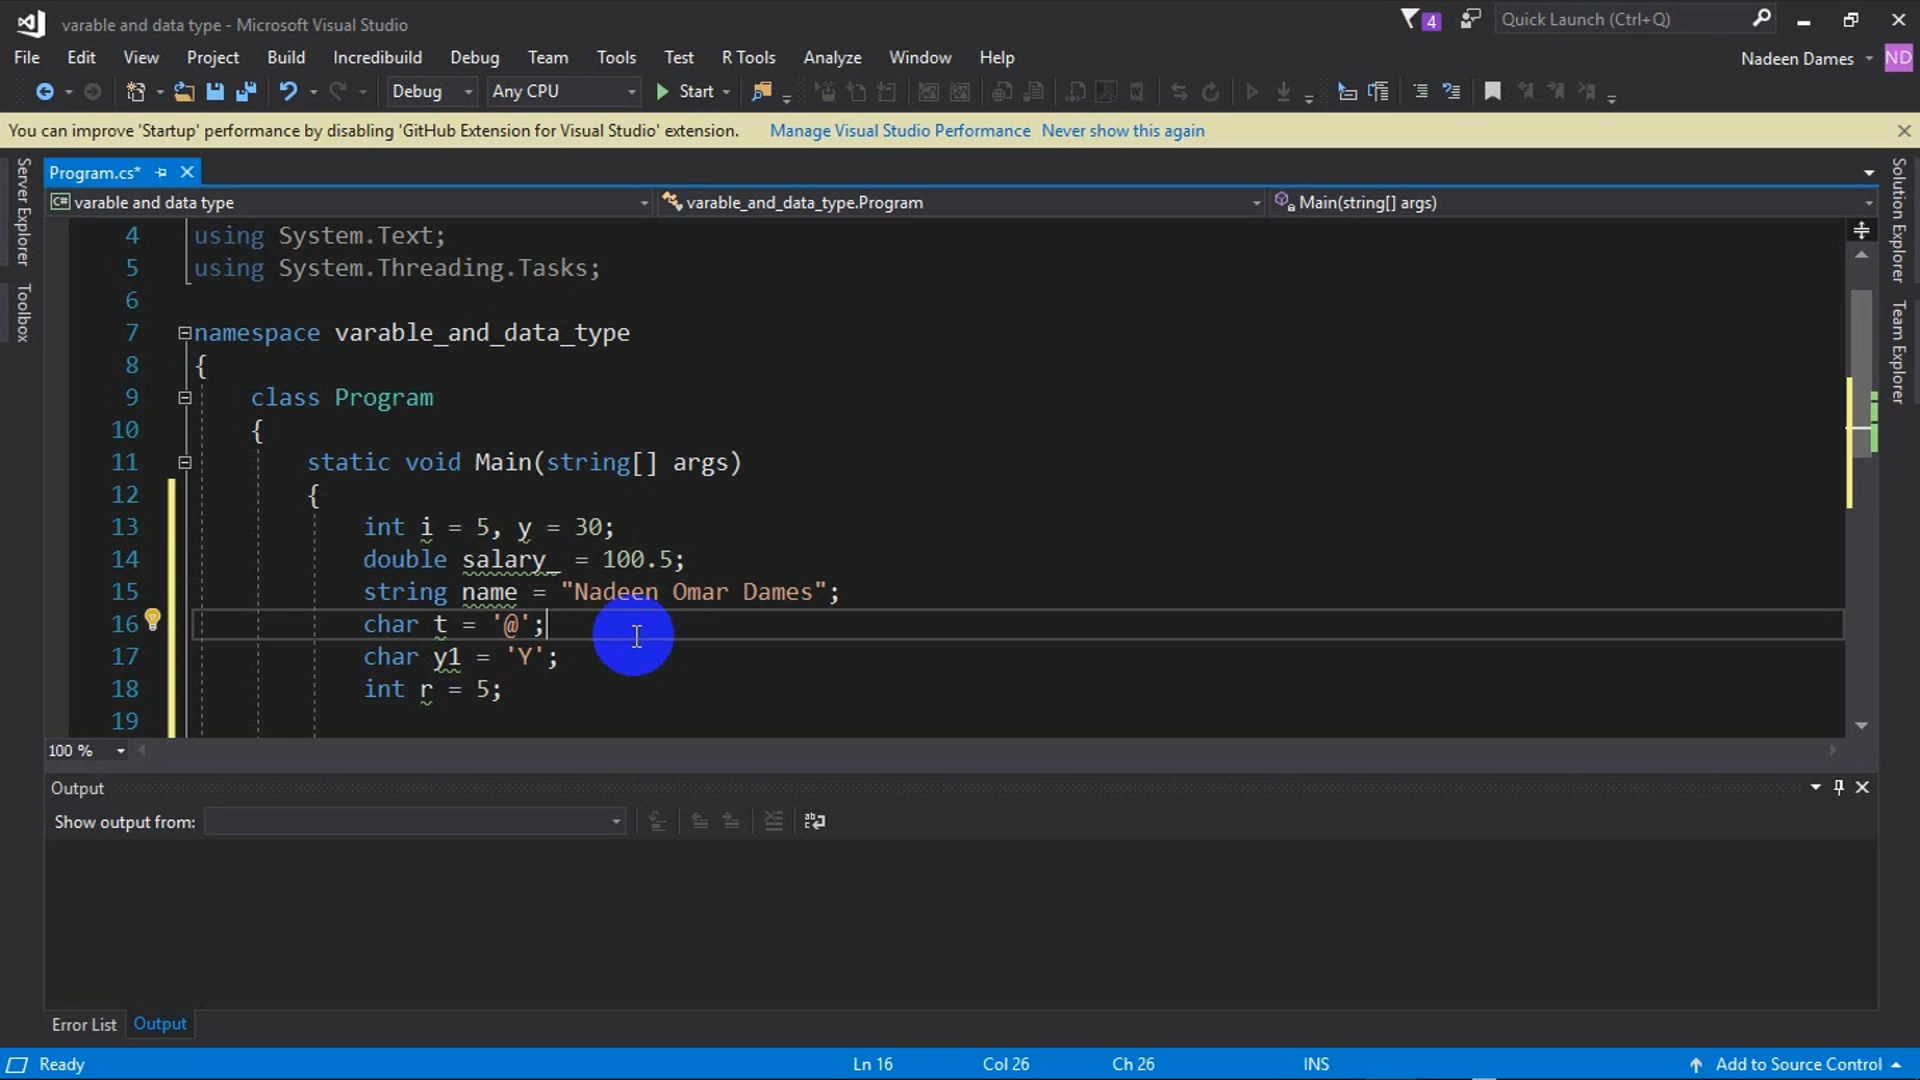 varable and data type - Microsoft Visual Studio
4
Quick Launch (Ctrl+Q)
File Edit View Project Build Incredibuild Debug Team Tools Test R Tools Analyze Window Help
Nadeen Dames ND
Debug Any CPU Start
You can improve 'Startup' performance by disabling 'GitHub Extension for Visual Studio' extension. Manage Visual Studio Performance Never show this again
Server Explorer
Toolbox
Program.cs*
varable and data type varable_and_data_type.Program Main(string[] args)
4 using System.Text;
5 using System.Threading.Tasks;
6
7 namespace varable_and_data_type
8 {
9 class Program
10 {
11 static void Main(string[] args)
12 {
13 int i = 5, y = 30;
14 double salary_ = 100.5;
15 string name = "Nadeen Omar Dames";
16 char t = '@';
17 char y1 = 'Y';
18 int r = 5;
19
100 %
Solution Explorer
Team Explorer
Output
Show output from:
Error List Output
Ready Ln 16 Col 26 Ch 26 INS Add to Source Control